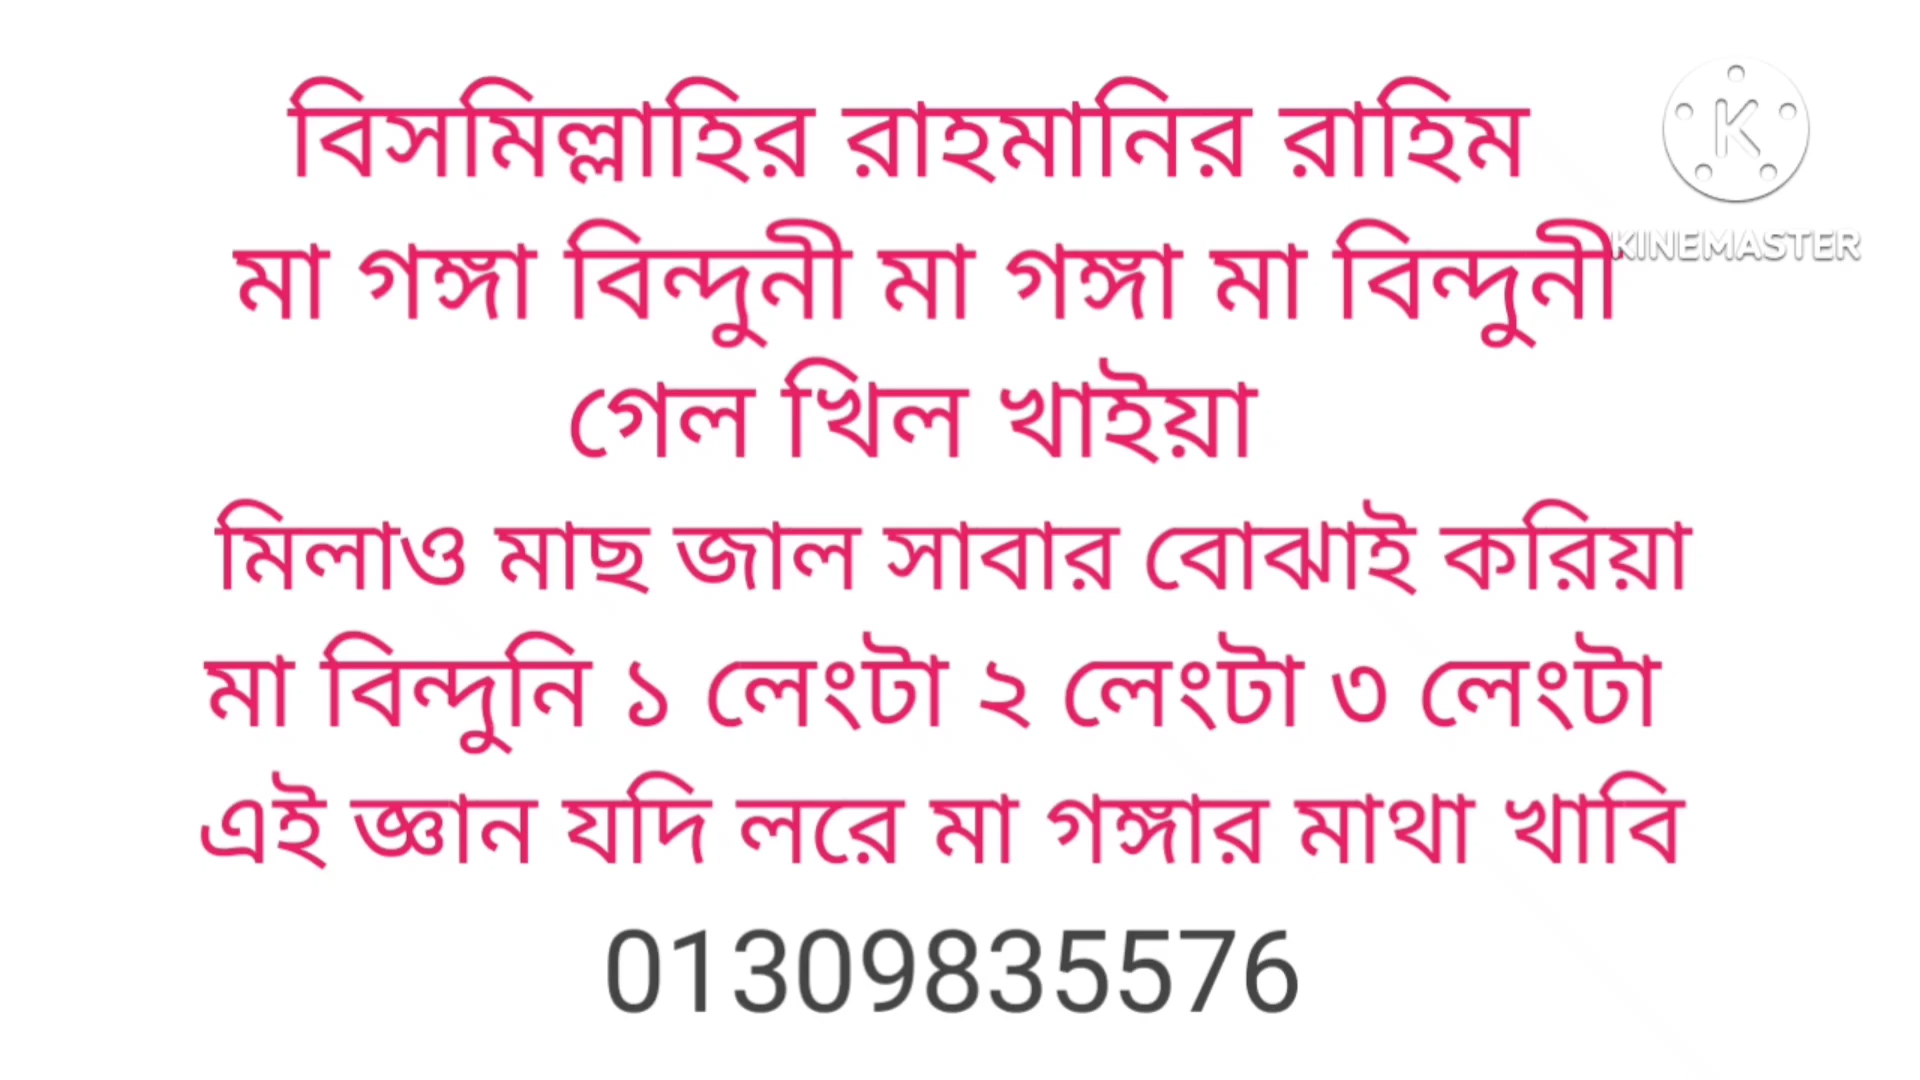 বিসমিল্লাহির রাহমানির রাহিম
মা গঙ্গা বিন্দুনী মা গঙ্গা মা বিন্দুনী
গেল খিল খাইয়া
মিলাও মাছ জাল সাবার বোঝাই করিয়া
মা বিন্দুনি ১ লেংটা ২ লেংটা ৩ লেংটা
এই জ্ঞান যদি লরে মা গঙ্গার মাথা খাবি
01309835576
K
KINEMASTER